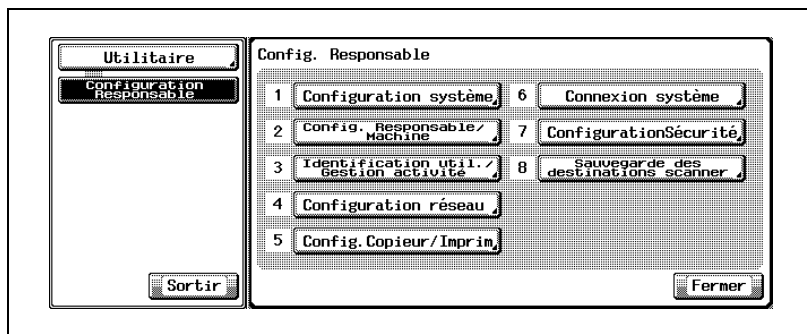 Utilitaire
Configuration
Responsable
Sortir
Config. Responsable
1 Configuration système
2 Config. Responsable/
Machine
3 Identification util./
Gestion activité
4 Configuration réseau
5 Config.Copieur/Imprim
6 Connexion système
7 ConfigurationSécurité
8 Sauvegarde des
destinations scanner
Fermer